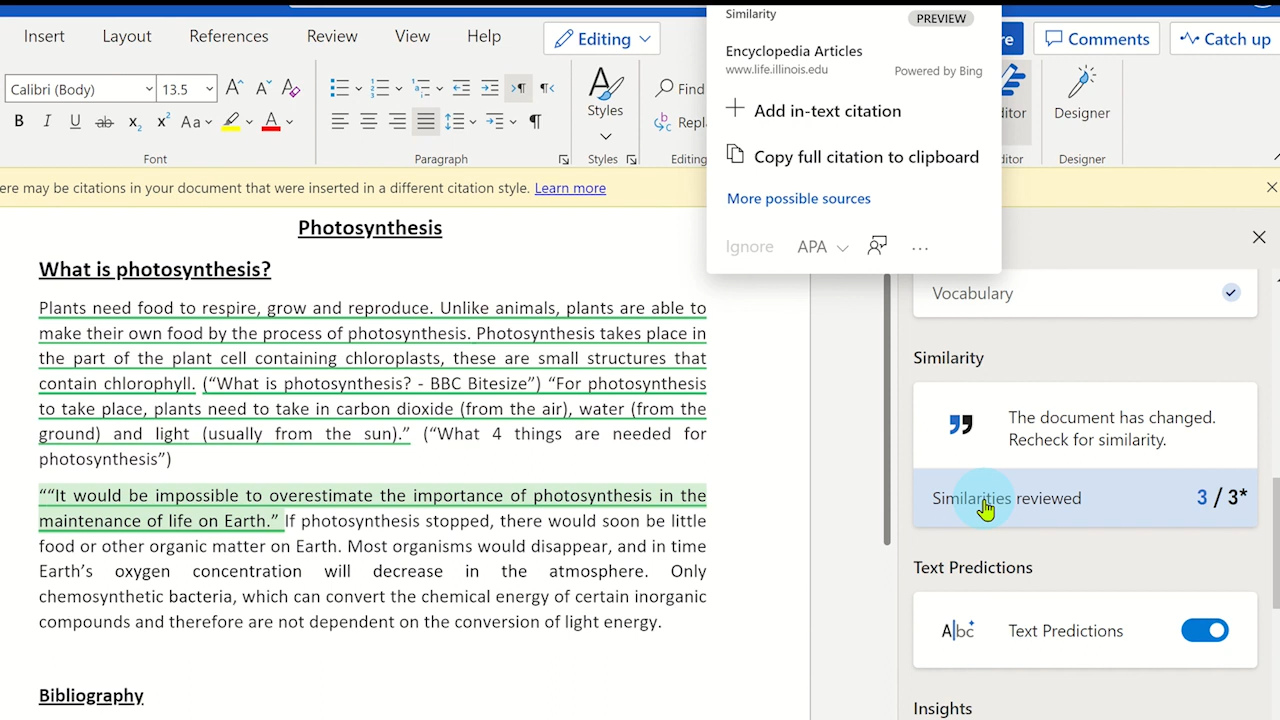 Insert Layout References Review View Help Editing re Comments Catch up
Calibri (Body) 13.5 A A A Styles Find Designer
B I U ab x2 x2 Aa A Repla itor
Font Paragraph Styles Editing ditor Designer
ere may be citations in your document that were inserted in a different citation style. Learn more
Similarity PREVIEW
Encyclopedia Articles
www.life.illinois.edu Powered by Bing
Add in-text citation
Copy full citation to clipboard
More possible sources
Ignore APA ...
Photosynthesis
What is photosynthesis?
Plants need food to respire, grow and reproduce. Unlike animals, plants are able to
make their own food by the process of photosynthesis. Photosynthesis takes place in
the part of the plant cell containing chloroplasts, these are small structures that
contain chlorophyll. (“What is photosynthesis? - BBC Bitesize”) “For photosynthesis
to take place, plants need to take in carbon dioxide (from the air), water (from the
ground) and light (usually from the sun).” (“What 4 things are needed for
photosynthesis”)
““It would be impossible to overestimate the importance of photosynthesis in the
maintenance of life on Earth.” If photosynthesis stopped, there would soon be little
food or other organic matter on Earth. Most organisms would disappear, and in time
Earth’s oxygen concentration will decrease in the atmosphere. Only
chemosynthetic bacteria, which can convert the chemical energy of certain inorganic
compounds and therefore are not dependent on the conversion of light energy.
Bibliography
Vocabulary
Similarity
The document has changed.
Recheck for similarity.
Similarities reviewed 3 / 3*
Text Predictions
Abc Text Predictions
Insights